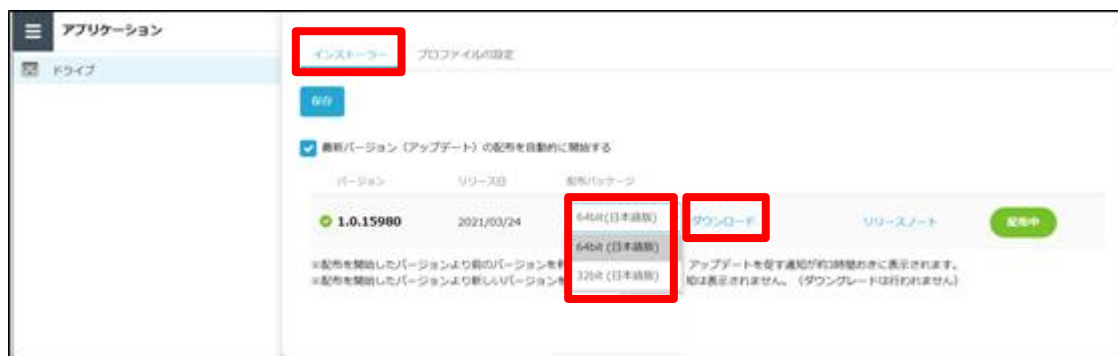 アプリケーション
ドライブ
インストーラー プロファイルの設定
保存
最新バージョン（アップデート）の配布を自動的に開始する
バージョン リリース日 配布パッケージ
1.0.15980 2021/03/24 64bit(日本語版) ダウンロード リリースノート 配布中
64bit (日本語版)
32bit (日本語版)
※配布を開始したバージョンより前のバージョンを アップデートを促す通知が約3時間おきに表示されます。
※配布を開始したバージョンより新しいバージョンを 知は表示されません。（ダウングレードは行われません）